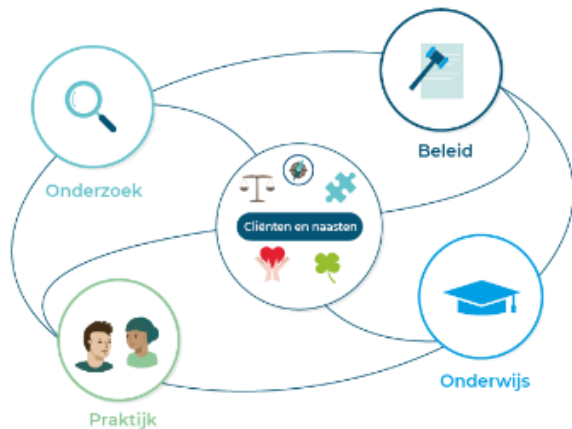 Beleid
Onderzoek
Cliënten en naasten
Onderwijs
Praktijk